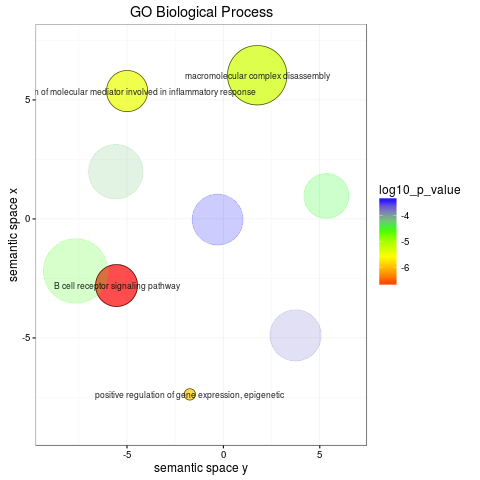 GO Biological Process
macromolecular complex disassembly
n of molecular mediator involved in inflammatory response
B cell receptor signaling pathway
positive regulation of gene expression, epigenetic
5
0
-5
semantic space x
-5
0
5
semantic space y
log10_p_value
-4
-5
-6